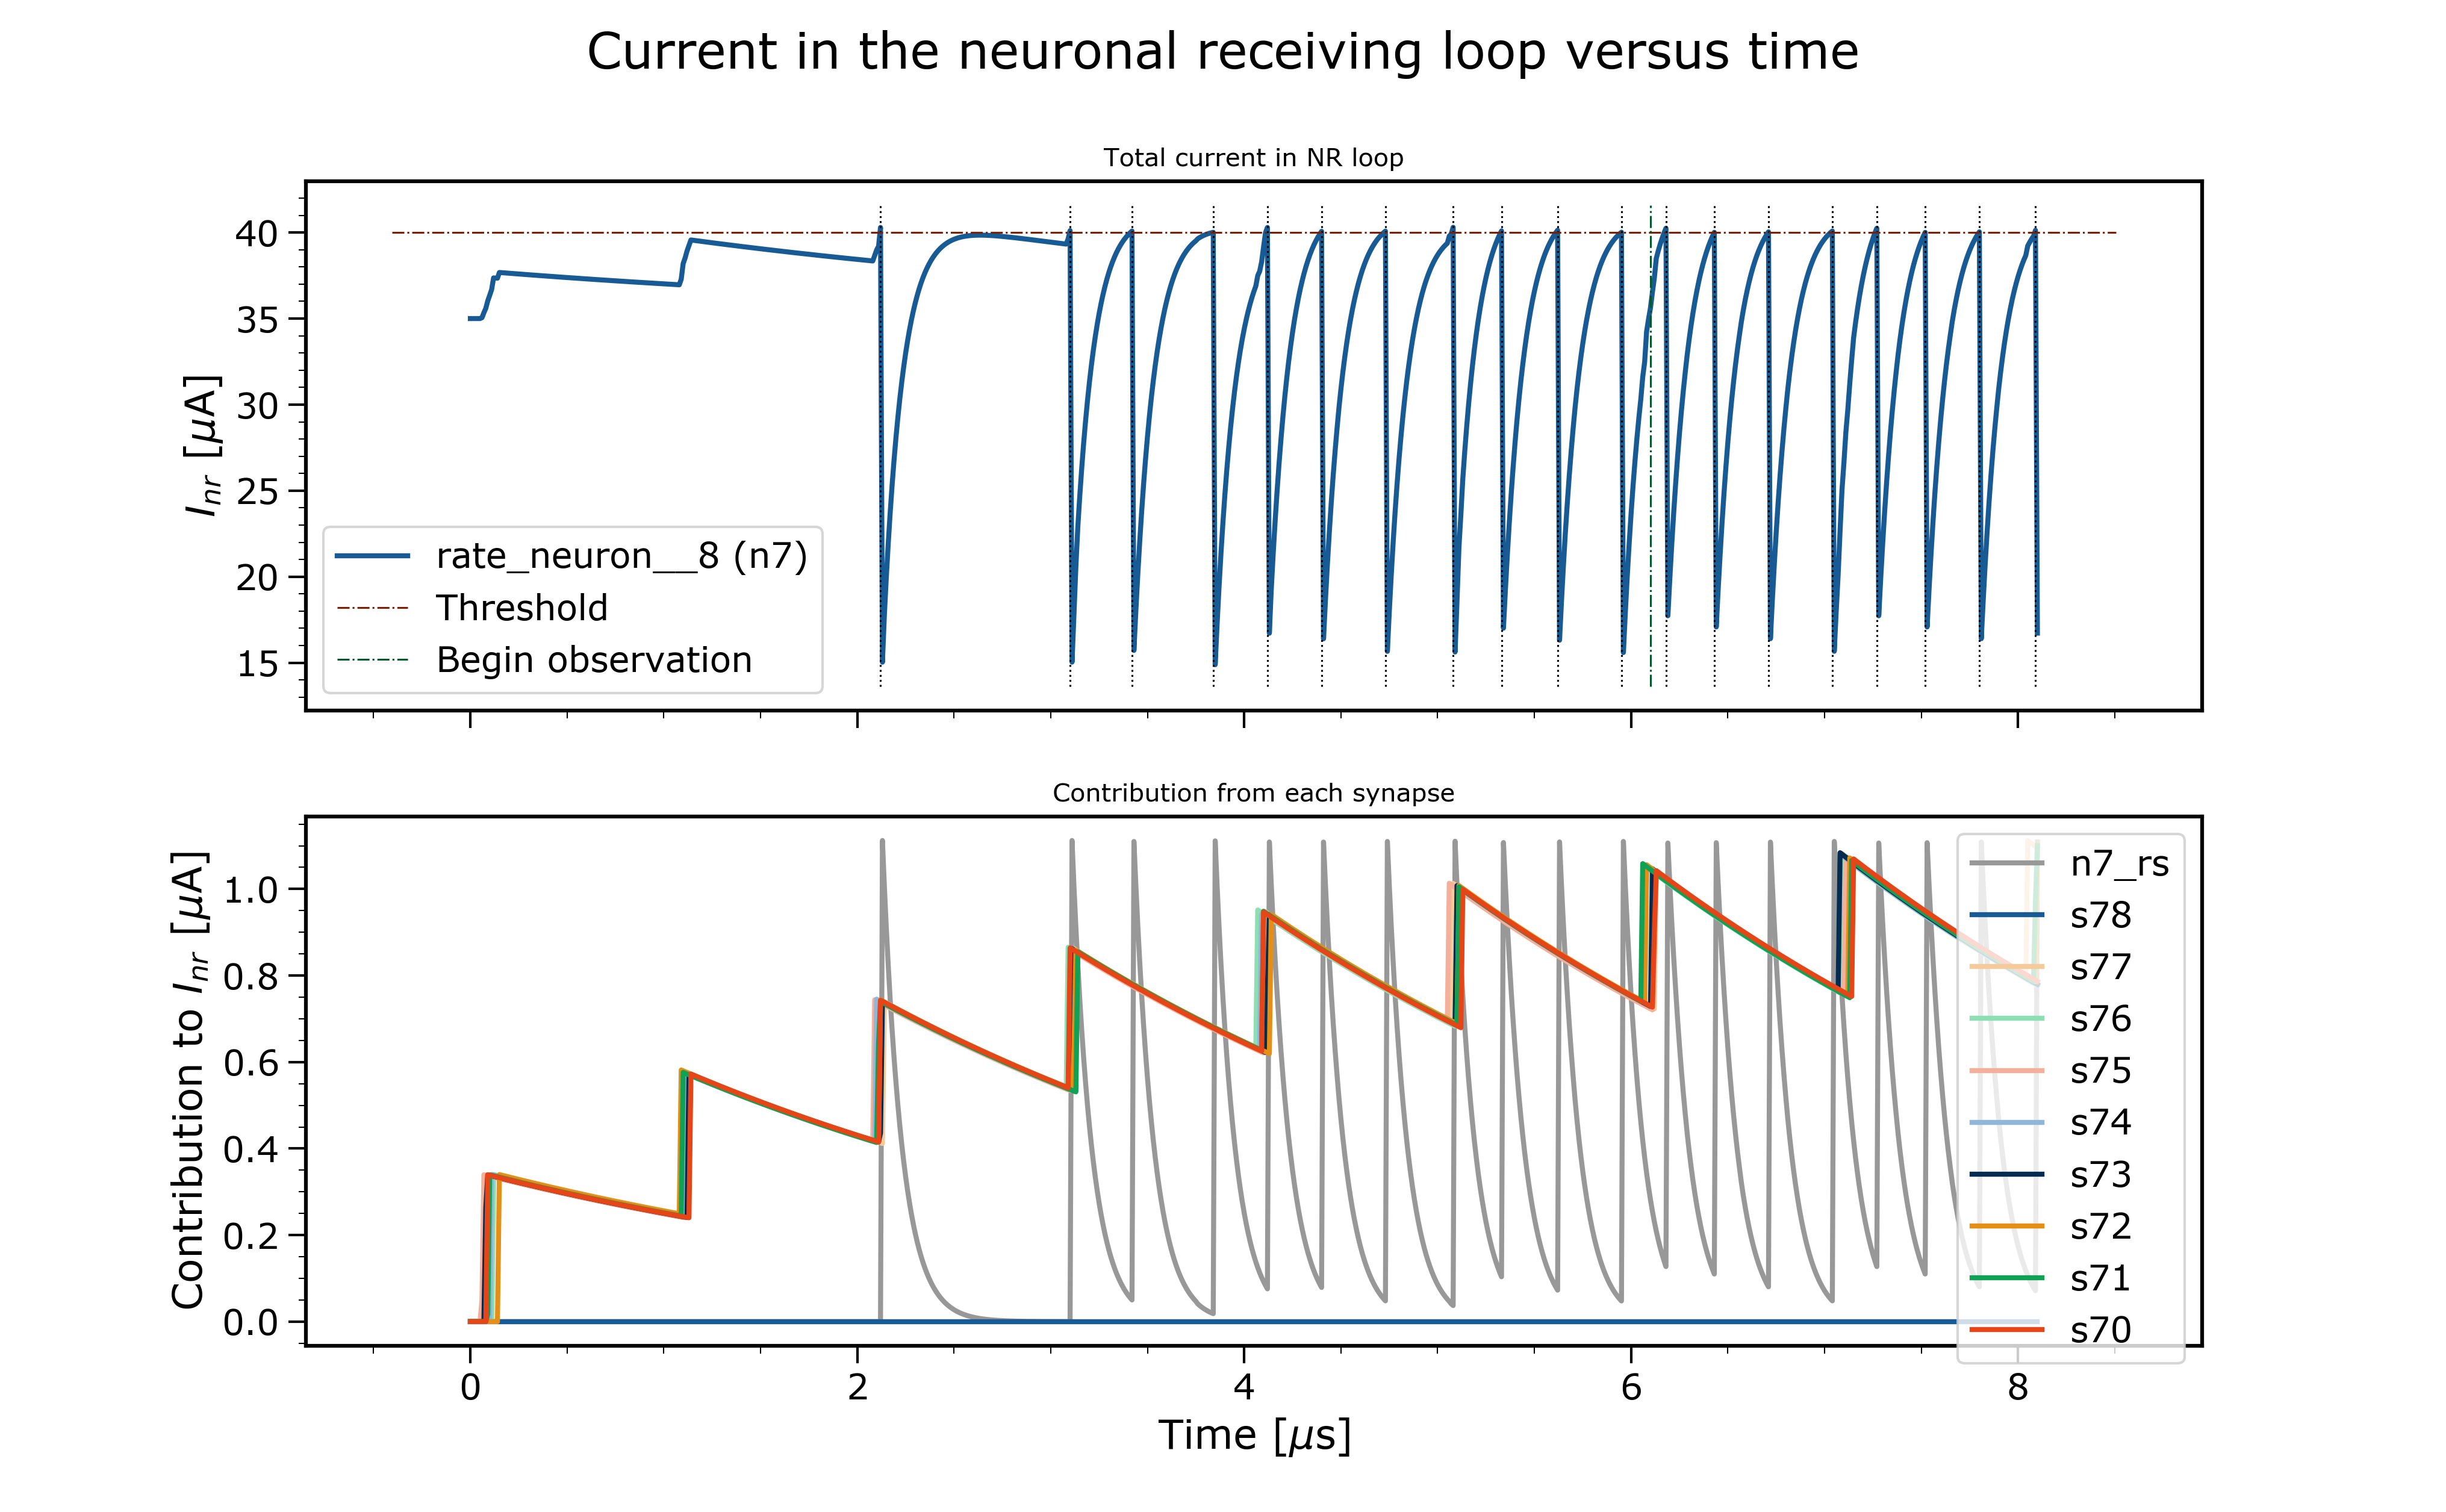 Current in the neuronal receiving loop versus time
Total current in NR loop
I_nr [μA]
40
35
30
25
20
15
rate_neuron__8 (n7)
Threshold
Begin observation
Contribution from each synapse
Contribution to I_nr [μA]
1.0
0.8
0.6
0.4
0.2
0.0
n7_rs
s78
s77
s76
s75
s74
s73
s72
s71
s70
0 2 4 6 8
Time [μs]